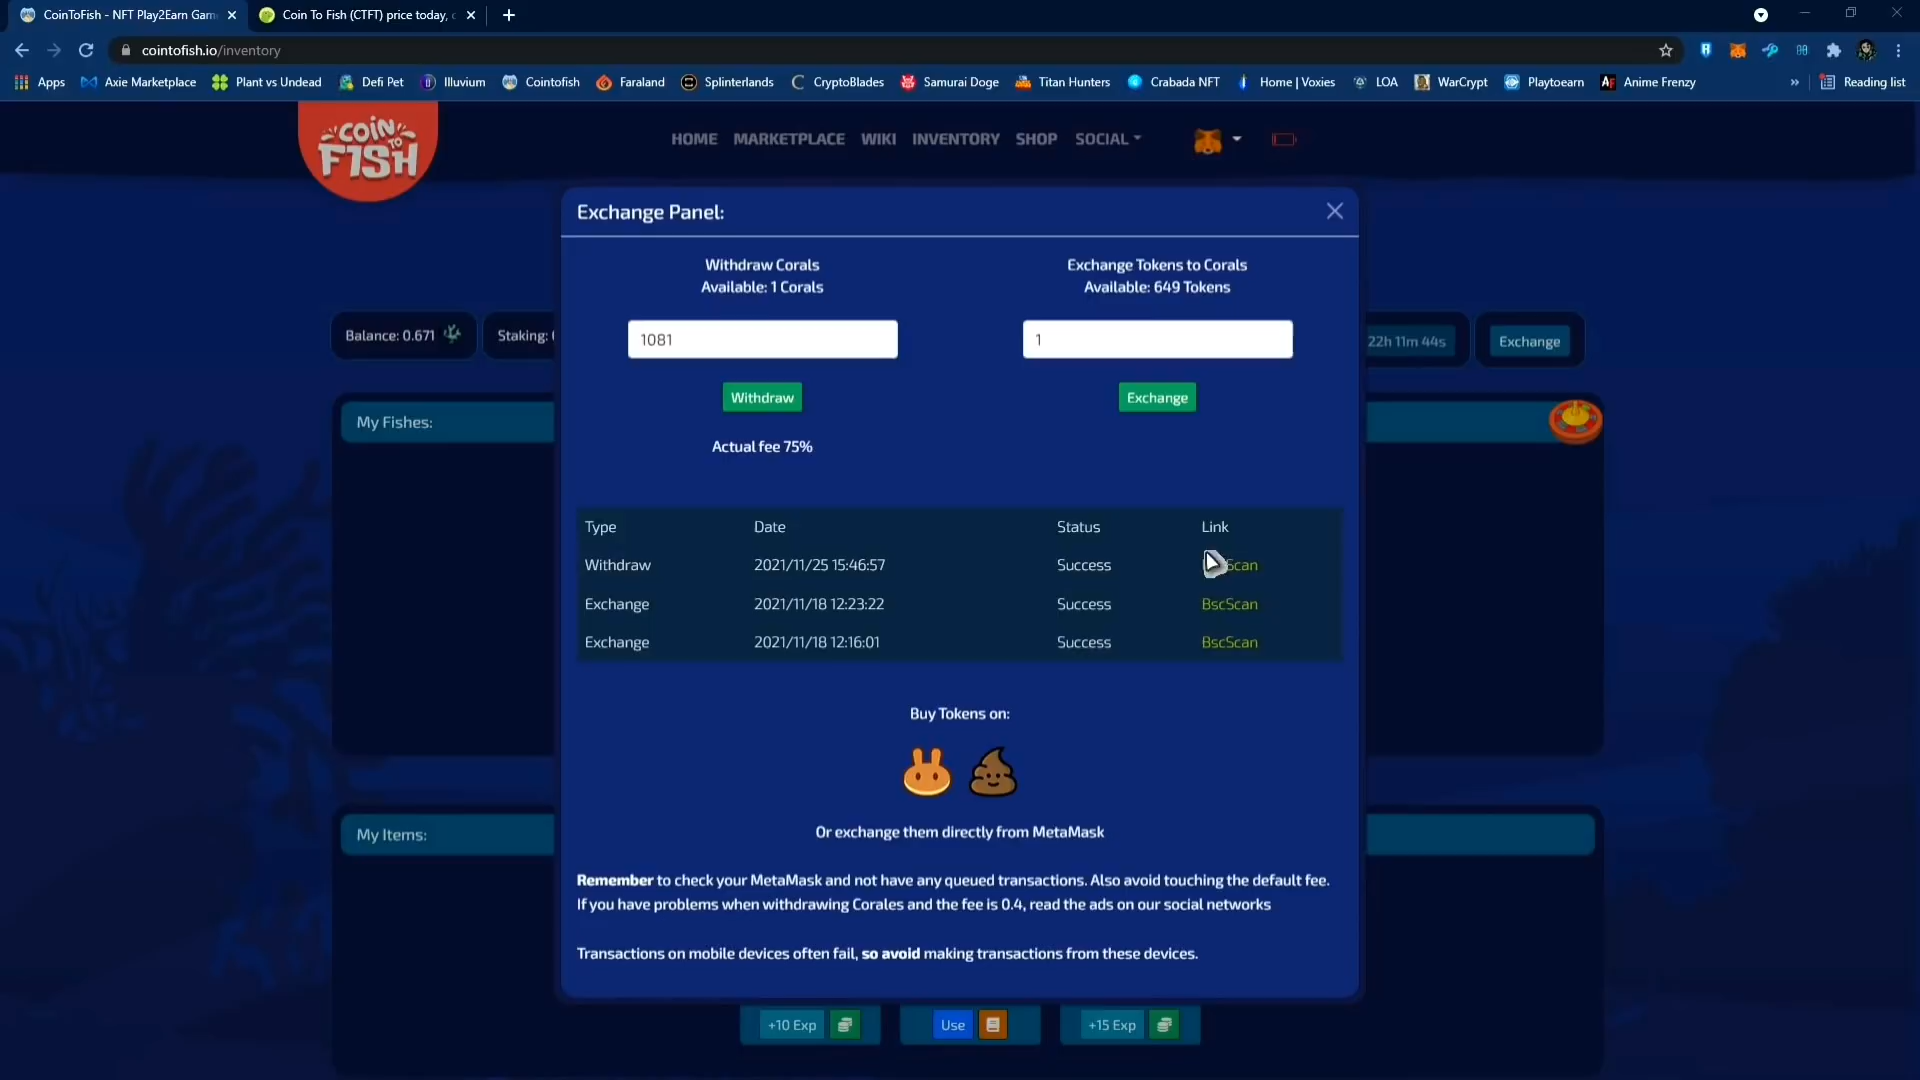 CoinToFish - NFT Play2Earn Gam
Coin To Fish (CTFT) price today, c
cointofish.io/inventory
Apps
Axie Marketplace
Plant vs Undead
Defi Pet
Illuvium
Cointofish
Faraland
Splinterlands
CryptoBlades
Samurai Doge
Titan Hunters
Crabada NFT
Home | Voxies
LOA
WarCrypt
Playtoearn
AF
Anime Frenzy
»
Reading list
COIN TO FISH
HOME
MARKETPLACE
WIKI
INVENTORY
SHOP
SOCIAL
Exchange Panel:
Withdraw Corals
Available: 1 Corals
1081
Withdraw
Actual fee 75%
Exchange Tokens to Corals
Available: 649 Tokens
1
Exchange
Balance: 0.671
Staking:
22h 11m 44s
Exchange
My Fishes:
Type Date Status Link
Withdraw 2021/11/25 15:46:57 Success Scan
Exchange 2021/11/18 12:23:22 Success BscScan
Exchange 2021/11/18 12:16:01 Success BscScan
Buy Tokens on:
Or exchange them directly from MetaMask
My Items:
Remember to check your MetaMask and not have any queued transactions. Also avoid touching the default fee.
If you have problems when withdrawing Corales and the fee is 0.4, read the ads on our social networks
Transactions on mobile devices often fail, so avoid making transactions from these devices.
+10 Exp
Use
+15 Exp